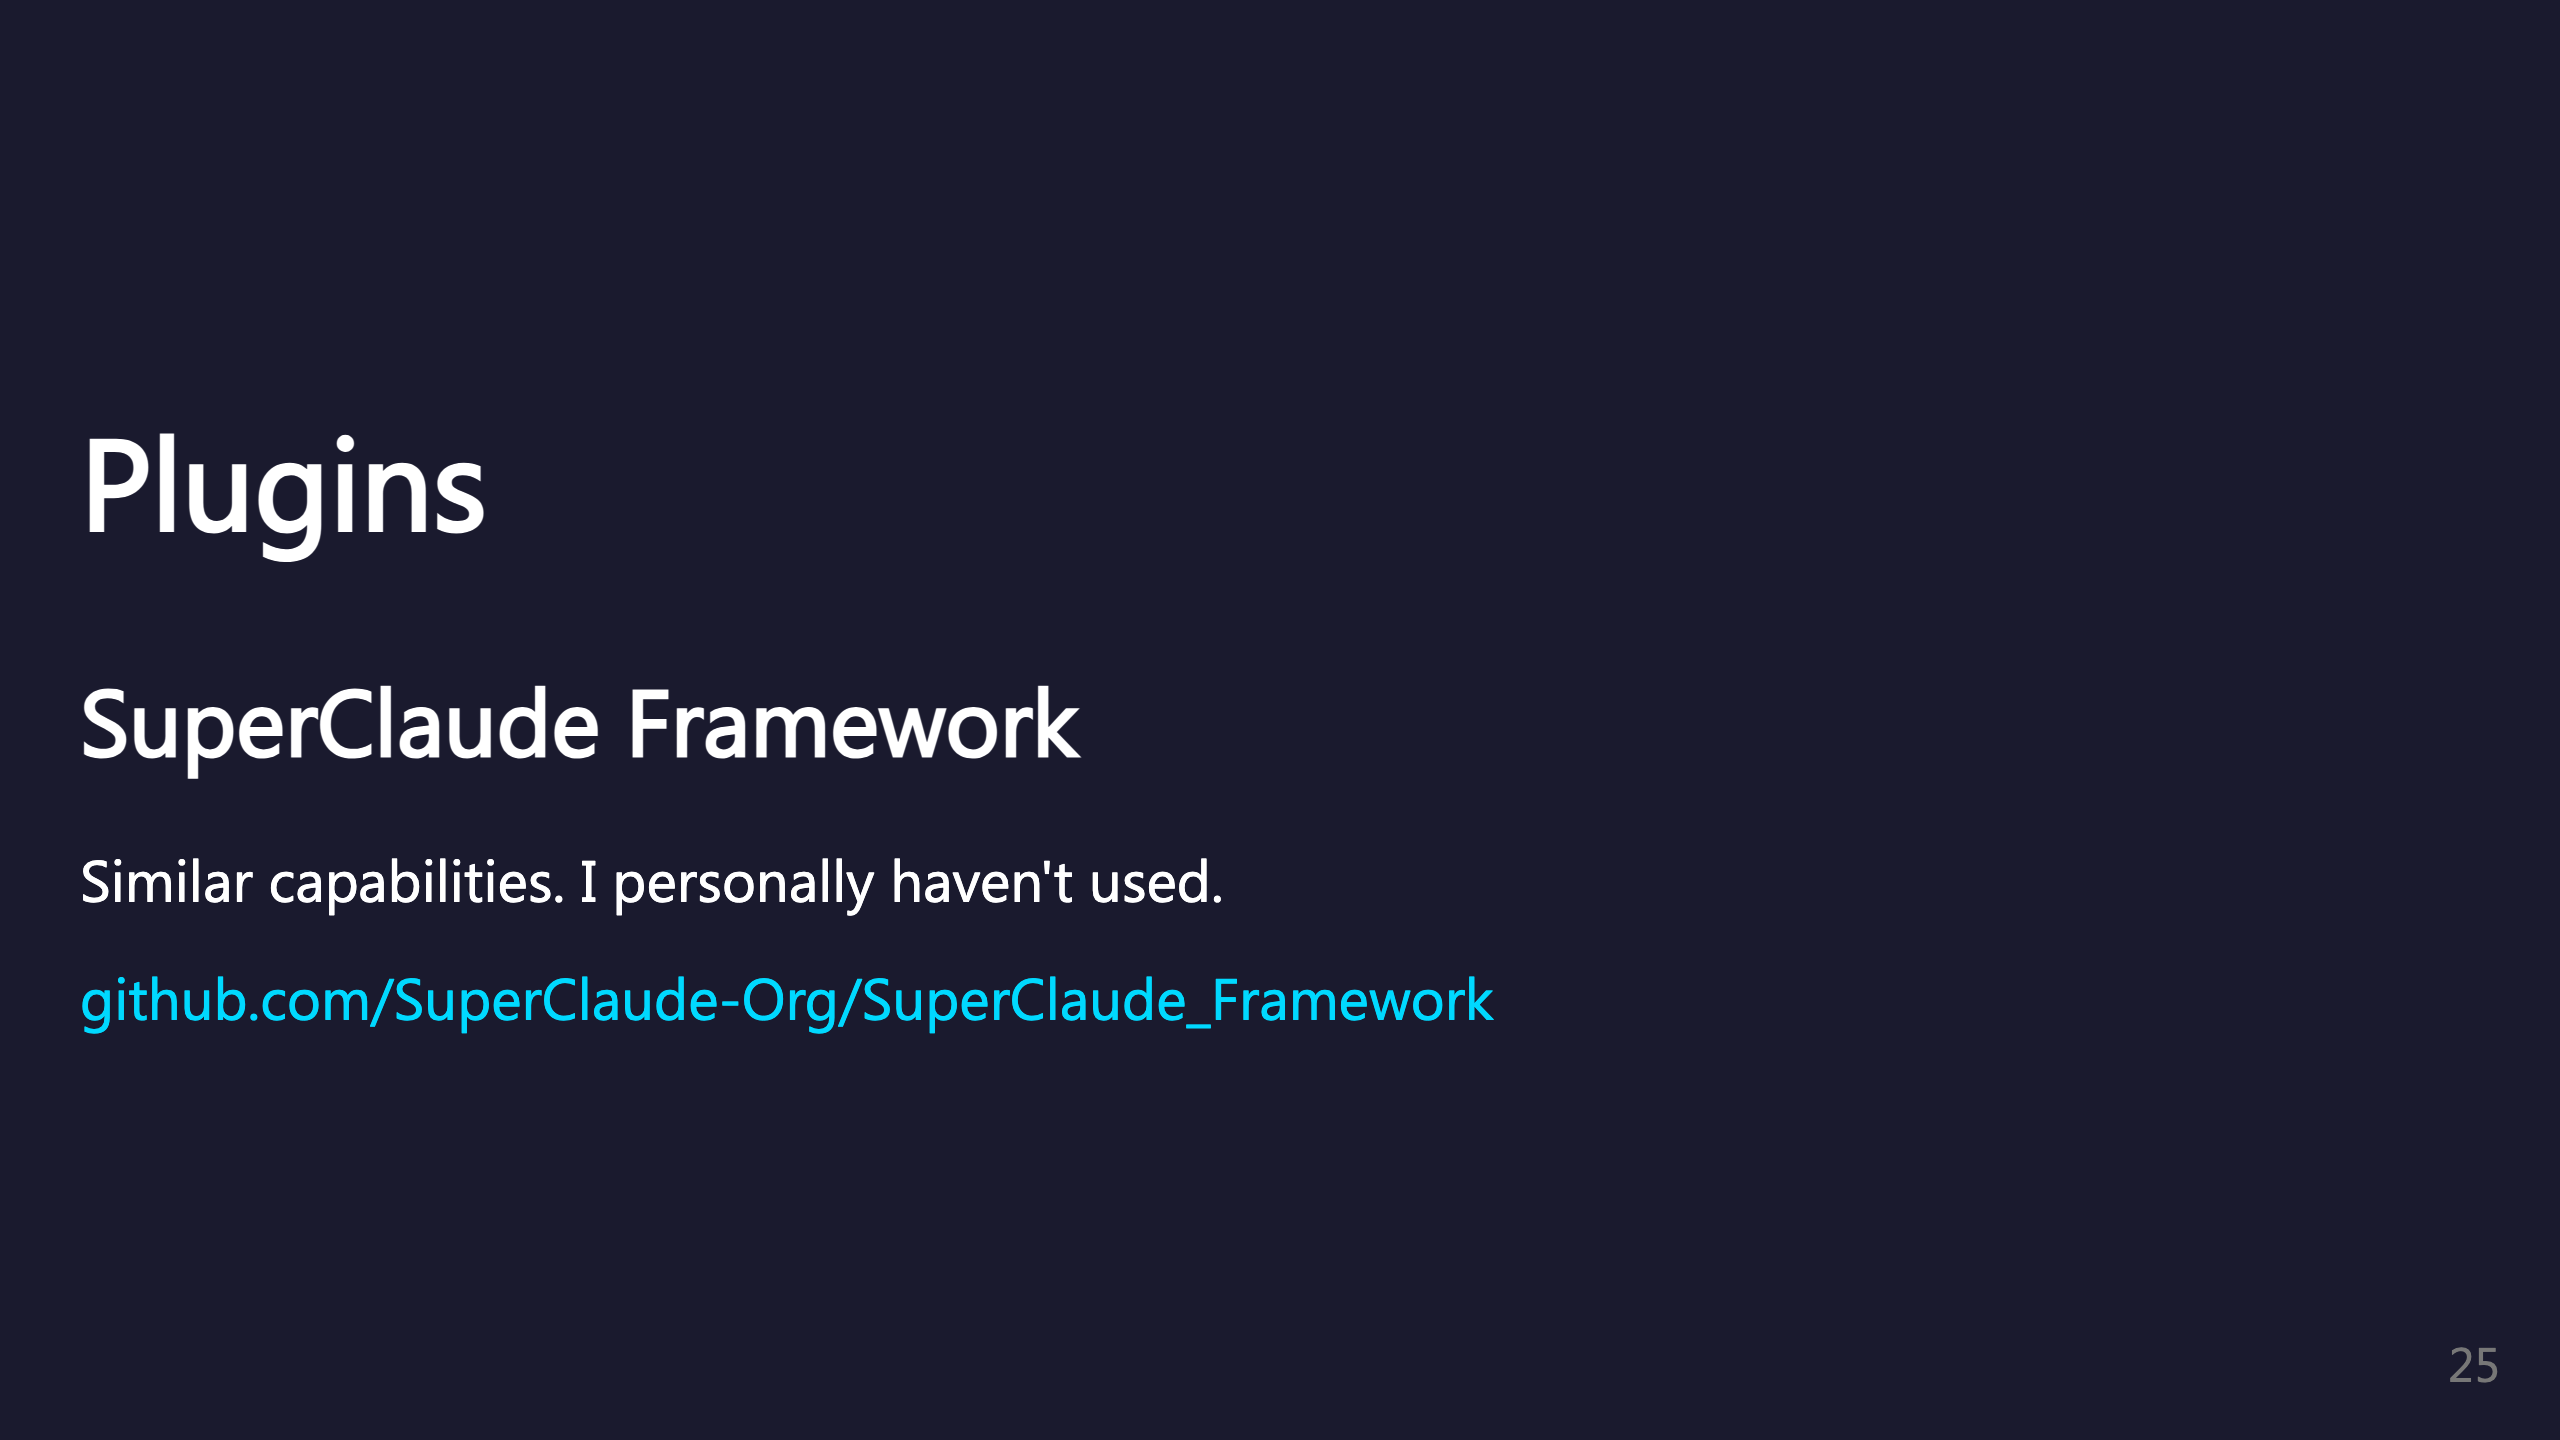 Plugins
SuperClaude Framework
Similar capabilities. I personally haven't used.
github.com/SuperClaude-Org/SuperClaude_Framework
25